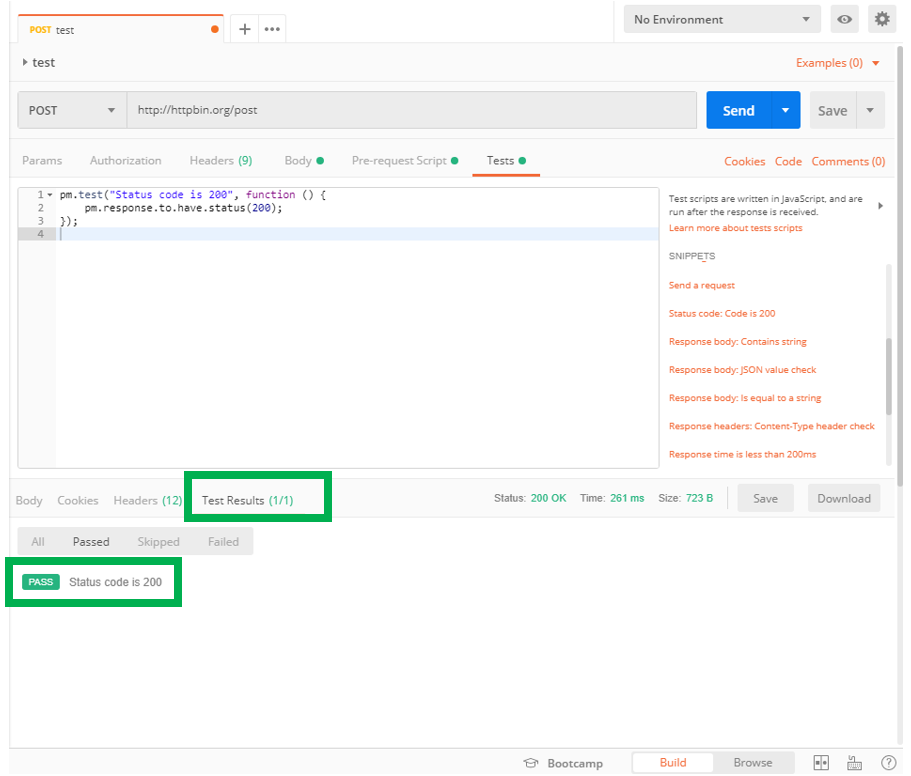 POST test
No Environment
test
Examples (0)
POST
http://httpbin.org/post
Send
Save
Params
Authorization
Headers (9)
Body
Pre-request Script
Tests
Cookies
Code
Comments (0)
1 pm.test("Status code is 200", function () {
2 pm.response.to.have.status(200);
3 });
4
Test scripts are written in JavaScript, and are
run after the response is received.
Learn more about tests scripts
SNIPPETS
Send a request
Status code: Code is 200
Response body: Contains string
Response body: JSON value check
Response body: Is equal to a string
Response headers: Content-Type header check
Response time is less than 200ms
Body
Cookies
Headers (12)
Test Results (1/1)
Status: 200 OK
Time: 261 ms
Size: 723 B
Save
Download
All
Passed
Skipped
Failed
PASS Status code is 200
Bootcamp
Build
Browse